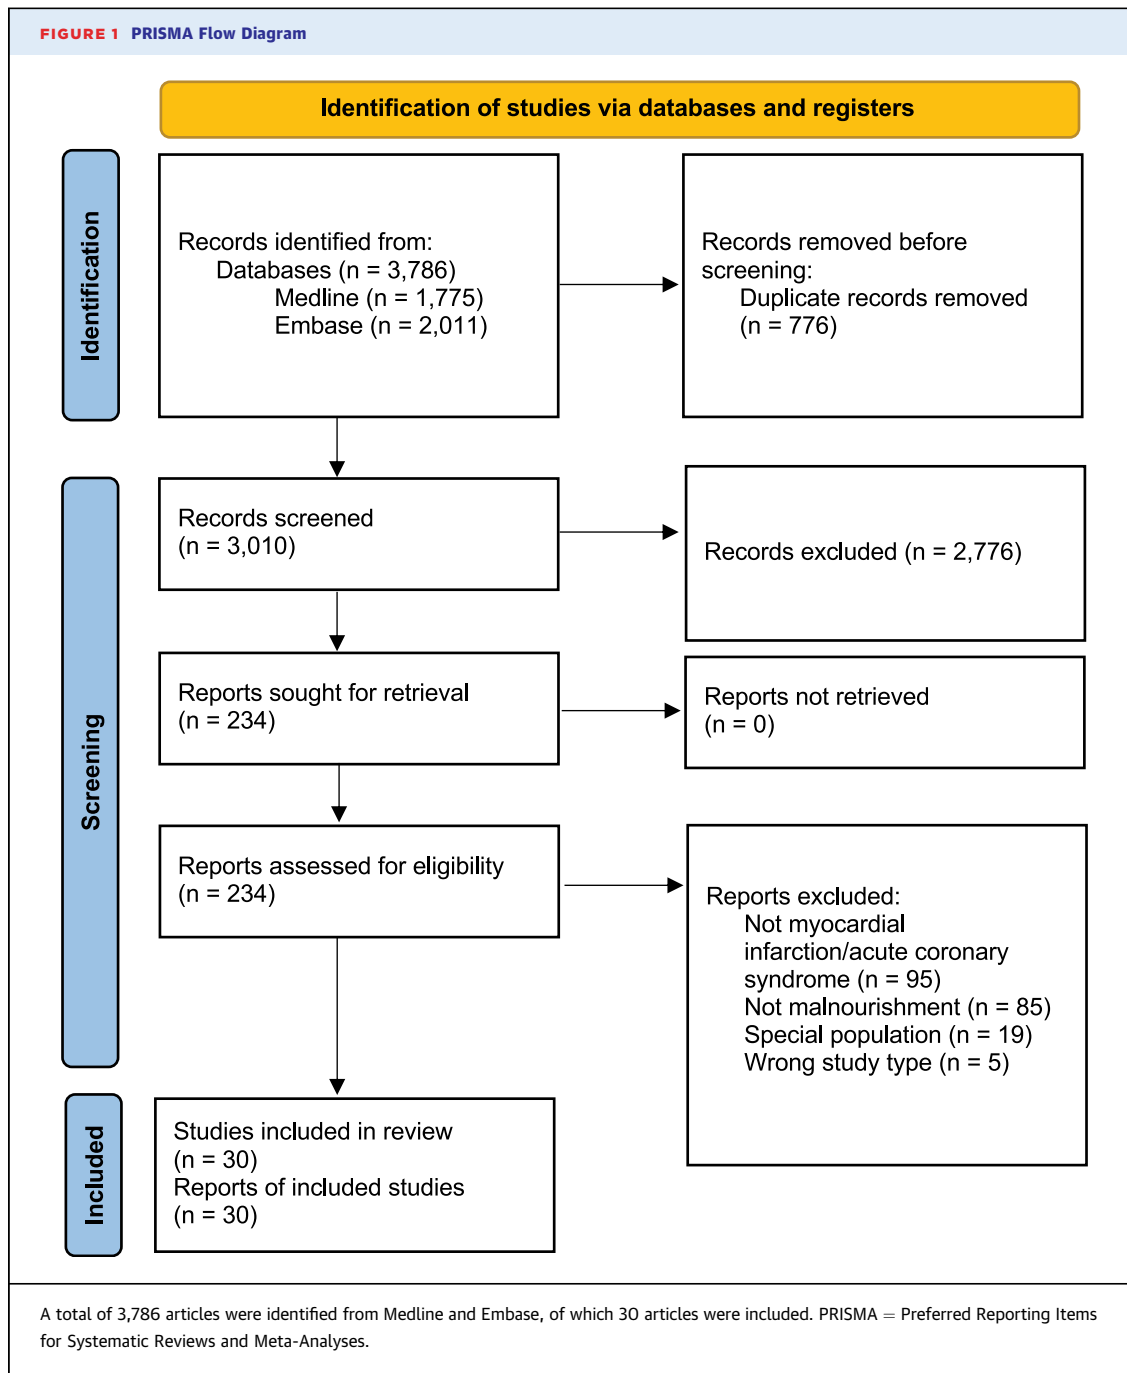 FIGURE 1 PRISMA Flow Diagram
Identification of studies via databases and registers
Identification
Records identified from:
Databases (n = 3,786)
Medline (n = 1,775)
Embase (n = 2,011)
Records removed before
screening:
Duplicate records removed
(n = 776)
Screening
Records screened
(n = 3,010)
Records excluded (n = 2,776)
Reports sought for retrieval
(n = 234)
Reports not retrieved
(n = 0)
Reports assessed for eligibility
(n = 234)
Reports excluded:
Not myocardial
infarction/acute coronary
syndrome (n = 95)
Not malnourishment (n = 85)
Special population (n = 19)
Wrong study type (n = 5)
Included
Studies included in review
(n = 30)
Reports of included studies
(n = 30)
A total of 3,786 articles were identified from Medline and Embase, of which 30 articles were included. PRISMA = Preferred Reporting Items
for Systematic Reviews and Meta-Analyses.